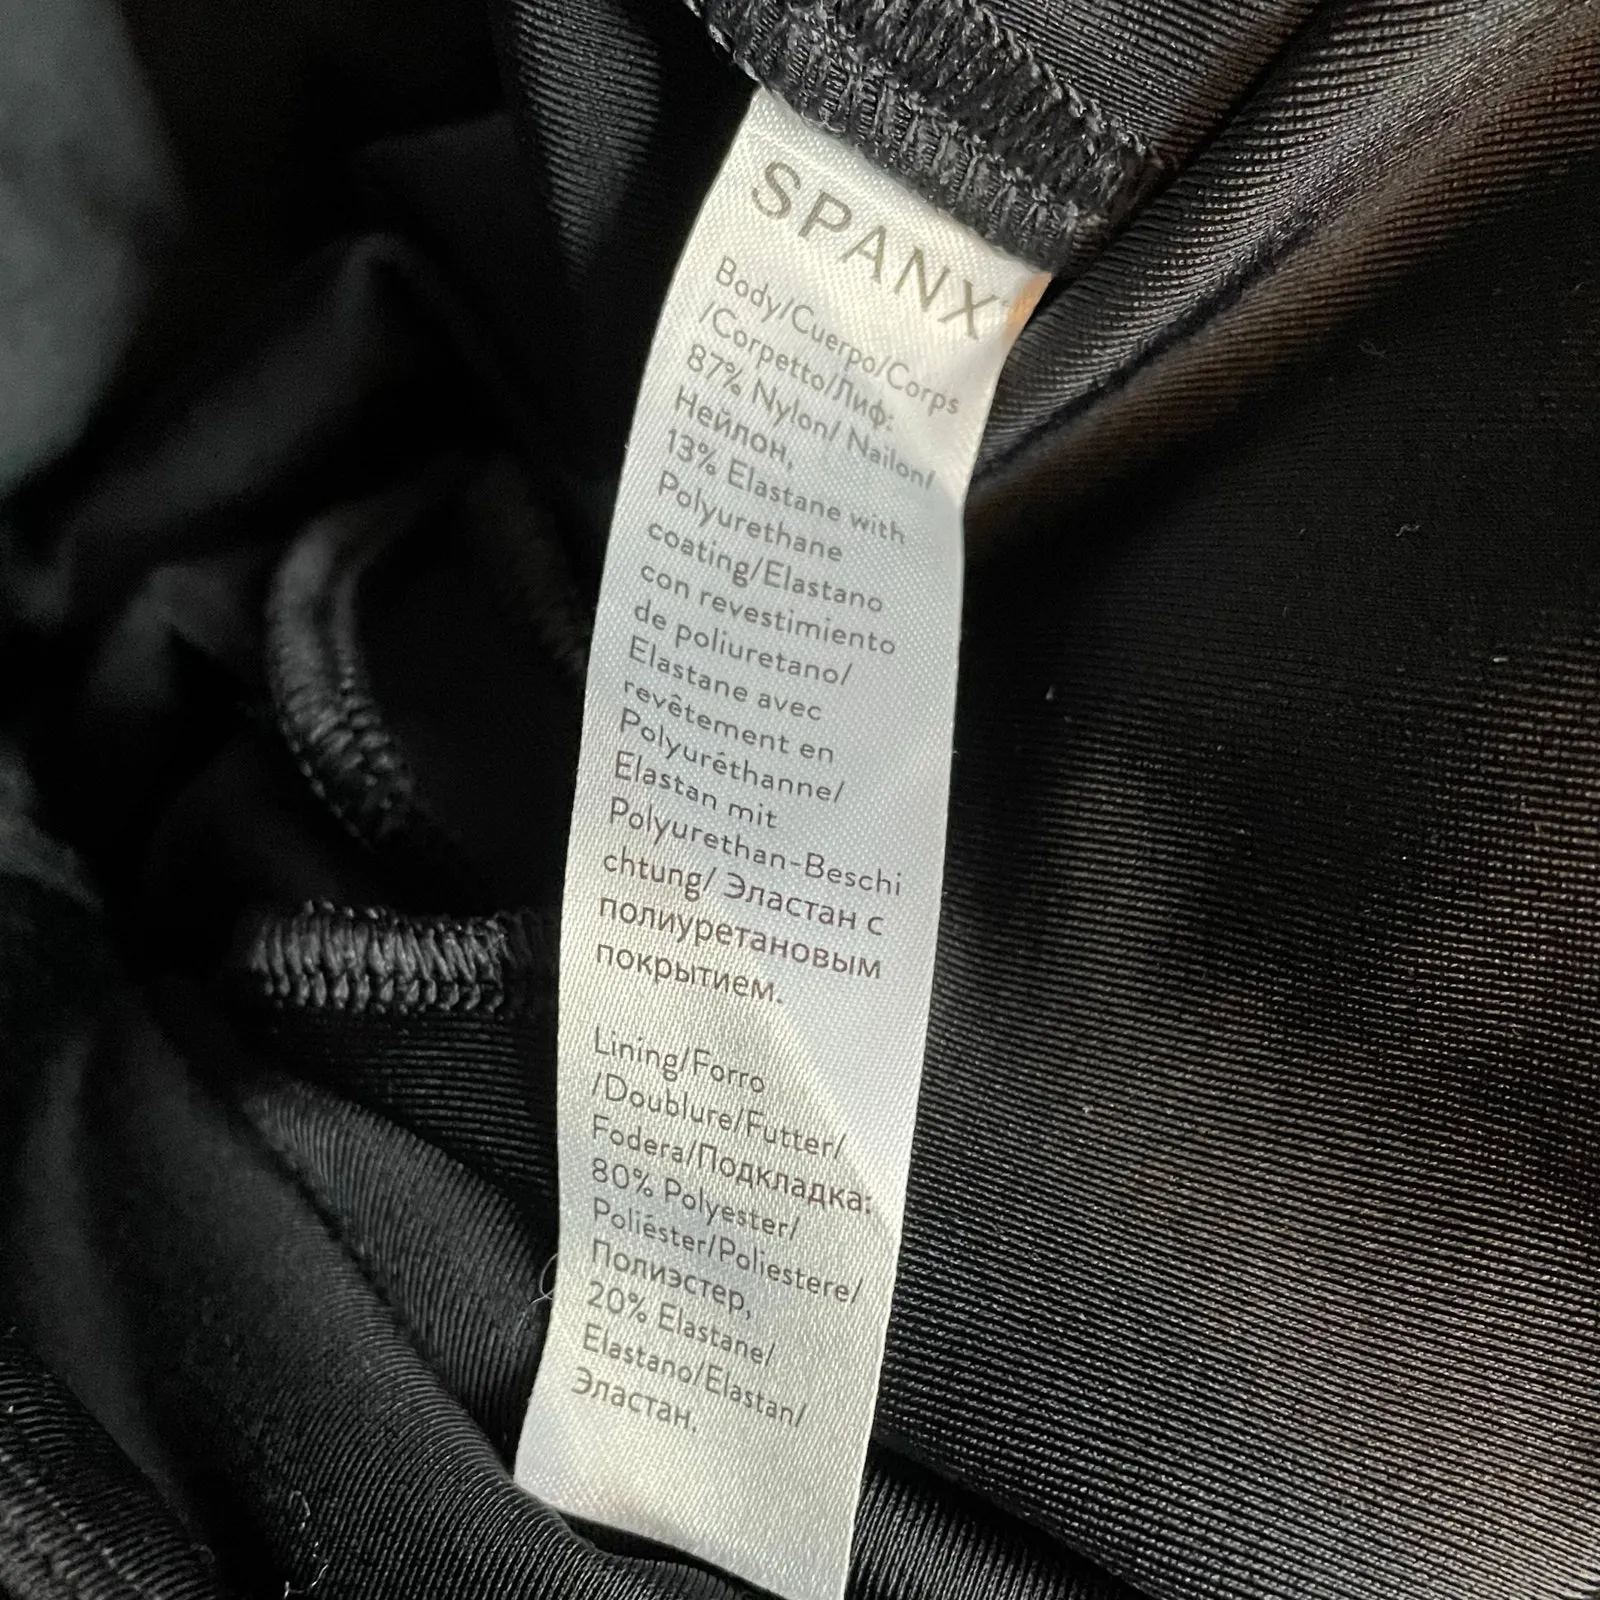 SPANX
Body/Cuerpo/Corps
/Corpetto/Лиф:
87% Nylon/ Nailon/
Нейлон,
13% Elastane with
Polyurethane
coating/Elastano
con revestimiento
de poliuretano/
Elastane avec
revêtement en
Polyuréthanne/
Elastan mit
Polyurethan-Beschi
chtung/ Эластан с
полиуретановым
покрытием.
Lining/Forro
/Doublure/Futter/
Fodera/Подкладка:
80% Polyester/
Poliéster/Poliestere/
Полиэстер,
20% Elastane/
Elastano/Elastan/
Эластан.